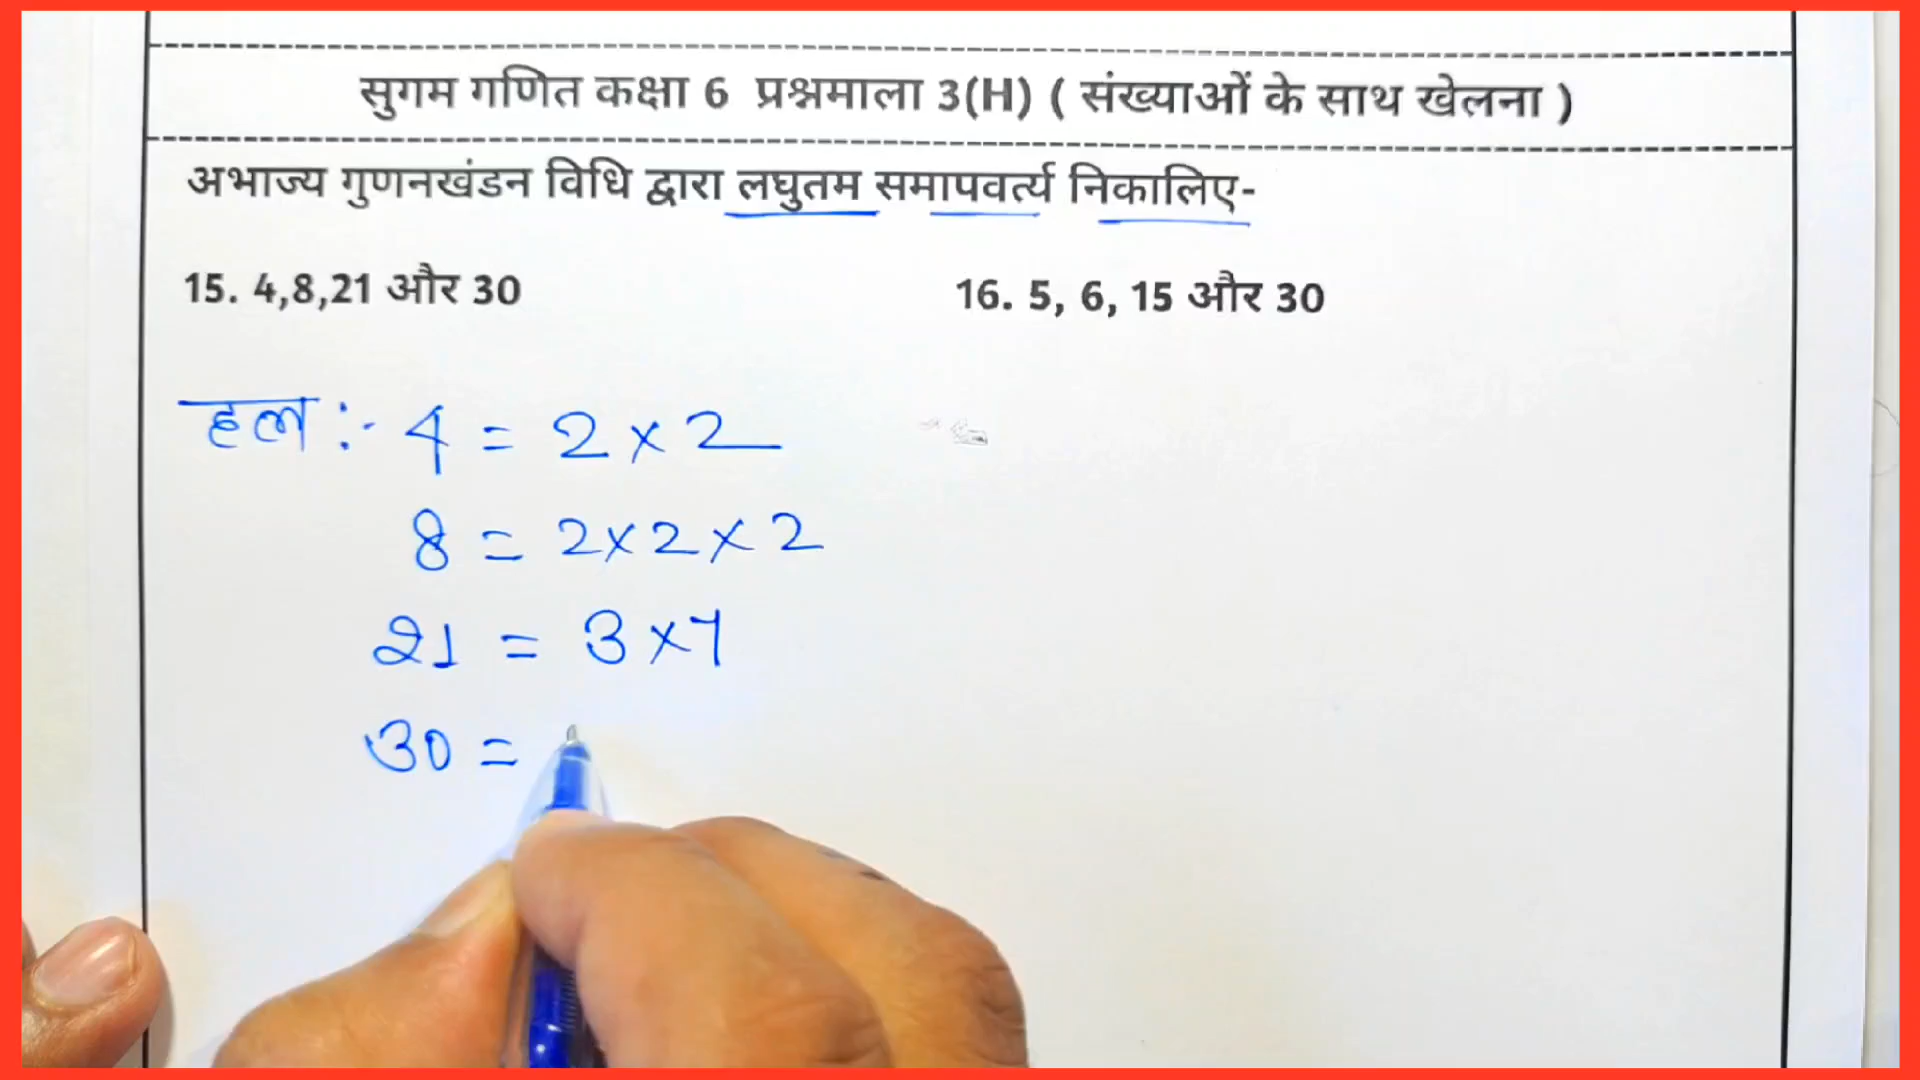 सुगम गणित कक्षा 6 प्रश्नमाला 3(H) ( संख्याओं के साथ खेलना )
अभाज्य गुणनखंडन विधि द्वारा लघुतम समापवर्त्य निकालिए-
15. 4,8,21 और 30
16. 5, 6, 15 और 30
हल :- 4 = 2 × 2
8 = 2 × 2 × 2
21 = 3 × 7
30 =